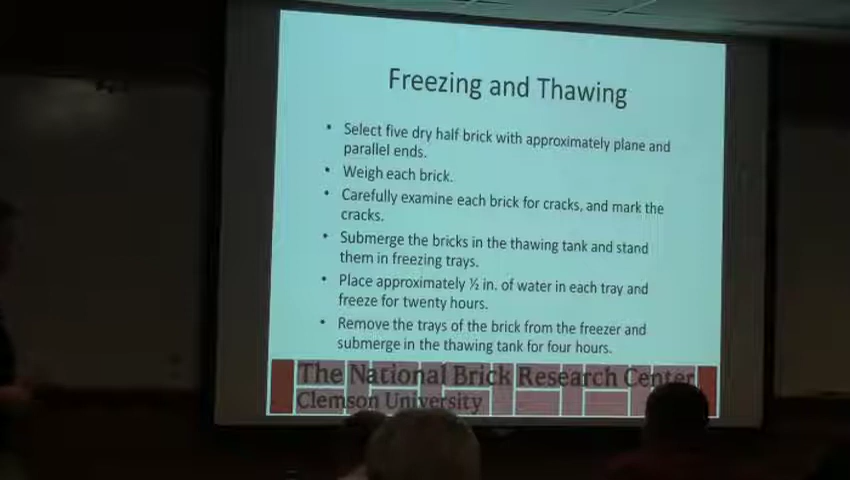 Freezing and Thawing
• Select five dry half brick with approximately plane and
parallel ends.
• Weigh each brick.
• Carefully examine each brick for cracks, and mark the
cracks.
• Submerge the bricks in the thawing tank and stand
them in freezing trays.
• Place approximately ½ in. of water in each tray and
freeze for twenty hours.
• Remove the trays of the brick from the freezer and
submerge in the thawing tank for four hours.
The National Brick Research Center
Clemson University